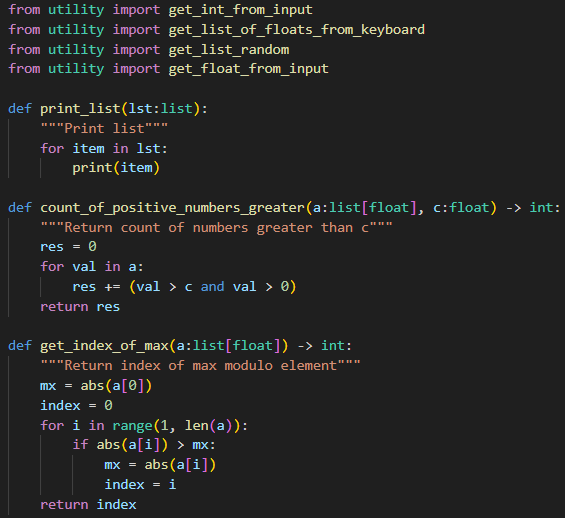 from utility import get_int_from_input
from utility import get_list_of_floats_from_keyboard
from utility import get_list_random
from utility import get_float_from_input

def print_list(lst:list):
    """Print list"""
    for item in lst:
        print(item)

def count_of_positive_numbers_greater(a:list[float], c:float) -> int:
    """Return count of numbers greater than c"""
    res = 0
    for val in a:
        res += (val > c and val > 0)
    return res

def get_index_of_max(a:list[float]) -> int:
    """Return index of max modulo element"""
    mx = abs(a[0])
    index = 0
    for i in range(1, len(a)):
        if abs(a[i]) > mx:
            mx = abs(a[i])
            index = i
    return index